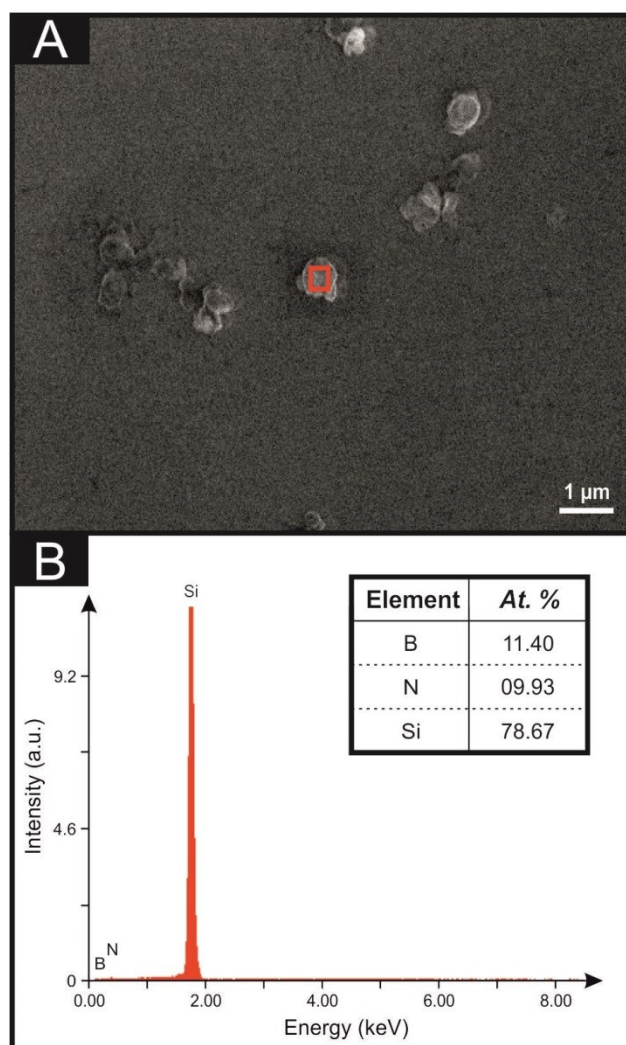 A
1 µm
B
Si
Element At. %
B 11.40
N 09.93
Si 78.67
9.2
4.6
0
Intensity (a.u.)
B N
0.00 2.00 4.00 6.00 8.00
Energy (keV)